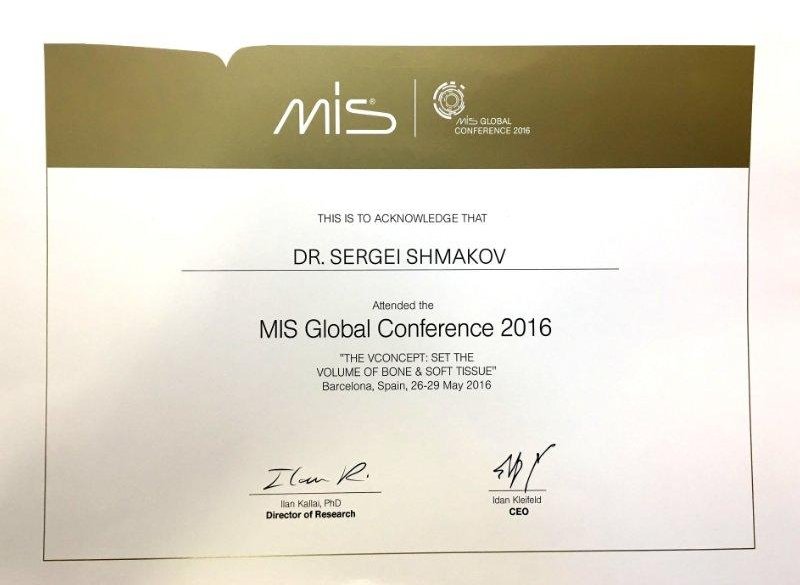 MIS®
MIS GLOBAL
CONFERENCE 2016
THIS IS TO ACKNOWLEDGE THAT
DR. SERGEI SHMAKOV
Attended the
MIS Global Conference 2016
"THE VCONCEPT: SET THE
VOLUME OF BONE & SOFT TISSUE"
Barcelona, Spain, 26-29 May 2016
Ilan K.
Ilan Kallai, PhD
Director of Research
Idan Kleifeld
CEO